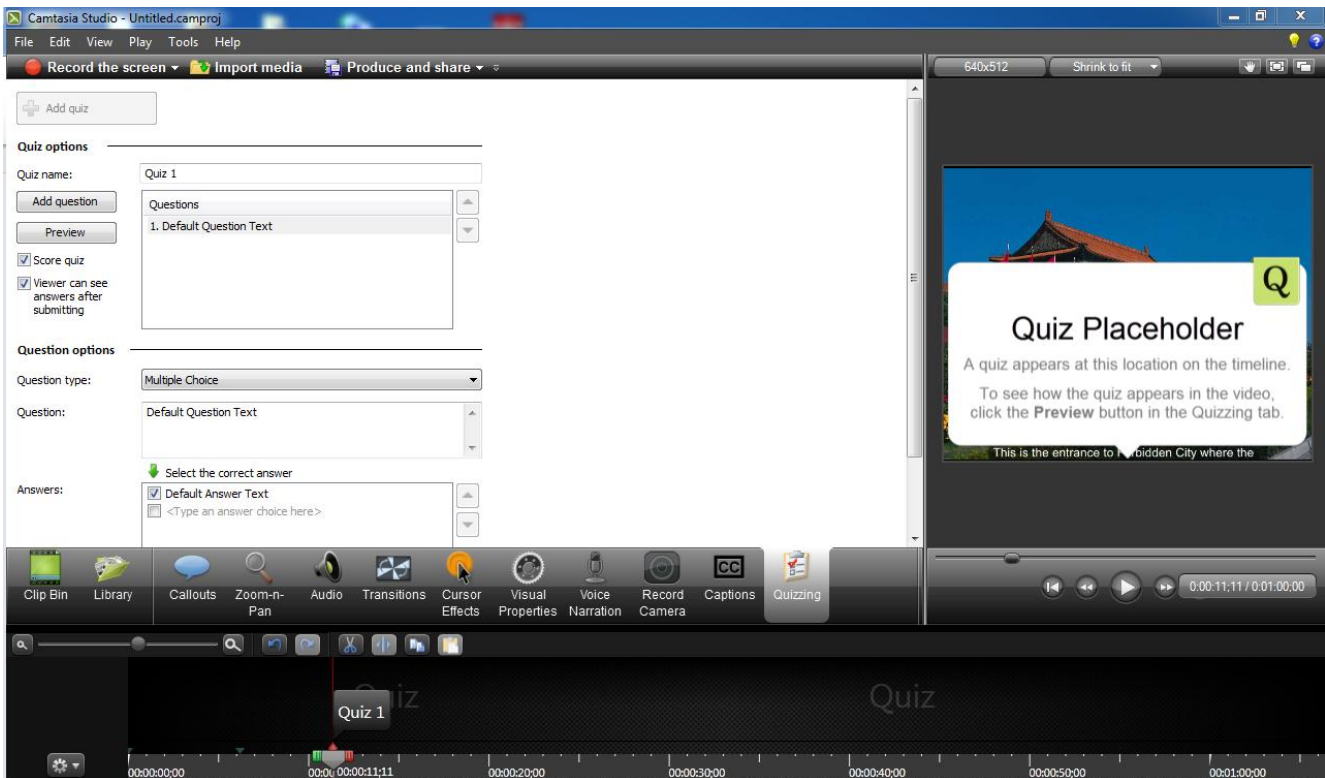 Camtasia Studio - Untitled.camproj
File Edit View Play Tools Help
Record the screen Import media Produce and share
640x512 Shrink to fit
Add quiz
Quiz options
Quiz name: Quiz 1
Add question
Questions
1. Default Question Text
Preview
Score quiz
Viewer can see
answers after
submitting
Question options
Question type: Multiple Choice
Question: Default Question Text
Select the correct answer
Answers:
Default Answer Text
<Type an answer choice here>
Q
Quiz Placeholder
A quiz appears at this location on the timeline.
To see how the quiz appears in the video,
click the Preview button in the Quizzing tab.
This is the entrance to City where the
CC
Clip Bin Library Callouts Zoom-n-Pan Audio Transitions Cursor Effects Visual Properties Voice Narration Record Camera Captions Quizzing
0:00:11;11 / 0:01:00;00
Quiz Quiz
Quiz 1
00:00:00;00 00:00:11;11 00:00:20;00 00:00:30;00 00:00:40;00 00:00:50;00 00:01:00;00